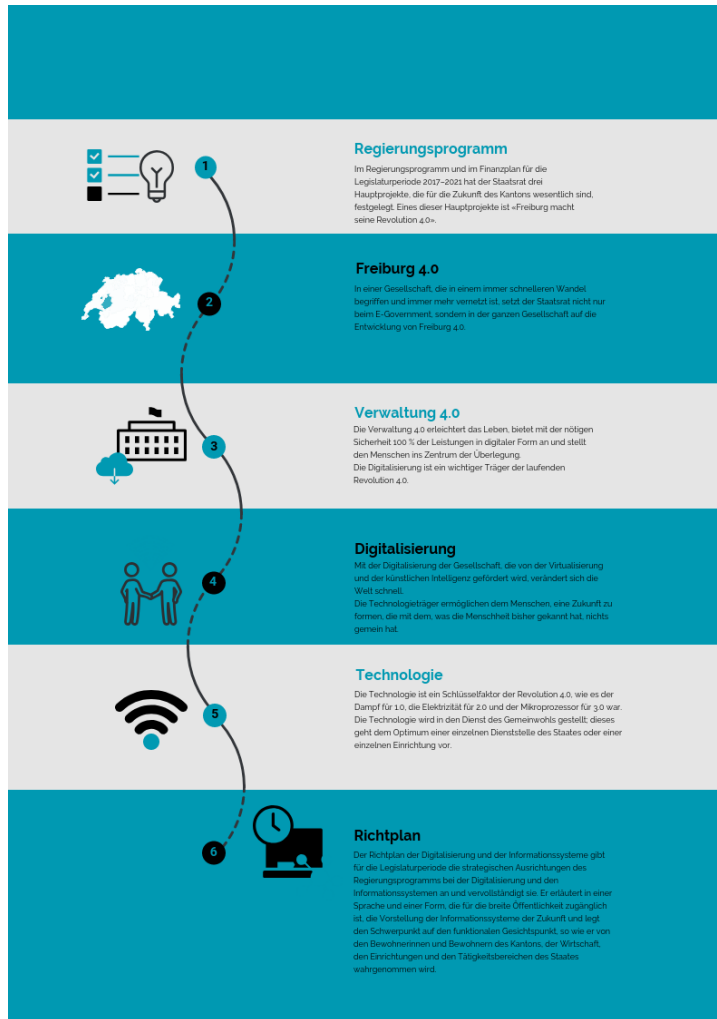 1
Regierungsprogramm
Im Regierungsprogramm und im Finanzplan für die
Legislaturperiode 2017–2021 hat der Staatsrat drei
Hauptprojekte, die für die Zukunft des Kantons wesentlich sind,
festgelegt. Eines dieser Hauptprojekte ist «Freiburg macht
seine Revolution 4.0».
2
Freiburg 4.0
In einer Gesellschaft, die in einem immer schnelleren Wandel
begriffen und immer mehr vernetzt ist, setzt der Staatsrat nicht nur
beim E-Government, sondern in der ganzen Gesellschaft auf die
Entwicklung von Freiburg 4.0.
3
Verwaltung 4.0
Die Verwaltung 4.0 erleichtert das Leben, bietet mit der nötigen
Sicherheit 100 % der Leistungen in digitaler Form an und stellt
den Menschen ins Zentrum der Überlegung.
Die Digitalisierung ist ein wichtiger Träger der laufenden
Revolution 4.0.
4
Digitalisierung
Mit der Digitalisierung der Gesellschaft, die von der Virtualisierung
und der künstlichen Intelligenz gefördert wird, verändert sich die
Welt schnell.
Die Technologieträger ermöglichen dem Menschen, eine Zukunft zu
formen, die mit dem, was die Menschheit bisher gekannt hat, nichts
gemein hat.
5
Technologie
Die Technologie ist ein Schlüsselfaktor der Revolution 4.0, wie es der
Dampf für 1.0, die Elektrizität für 2.0 und der Mikroprozessor für 3.0 war.
Die Technologie wird in den Dienst des Gemeinwohls gestellt; dieses
geht dem Optimum einer einzelnen Dienststelle des Staates oder einer
einzelnen Einrichtung vor.
6
Richtplan
Der Richtplan der Digitalisierung und der Informationssysteme gibt
für die Legislaturperiode die strategischen Ausrichtungen des
Regierungsprogramms bei der Digitalisierung und den
Informationssystemen an und vervollständigt sie. Er erläutert in einer
Sprache und einer Form, die für die breite Öffentlichkeit zugänglich
ist, die Vorstellung der Informationssysteme der Zukunft und legt
den Schwerpunkt auf den funktionalen Gesichtspunkt, so wie er von
den Bewohnerinnen und Bewohnern des Kantons, der Wirtschaft,
den Einrichtungen und den Tätigkeitsbereichen des Staates
wahrgenommen wird.